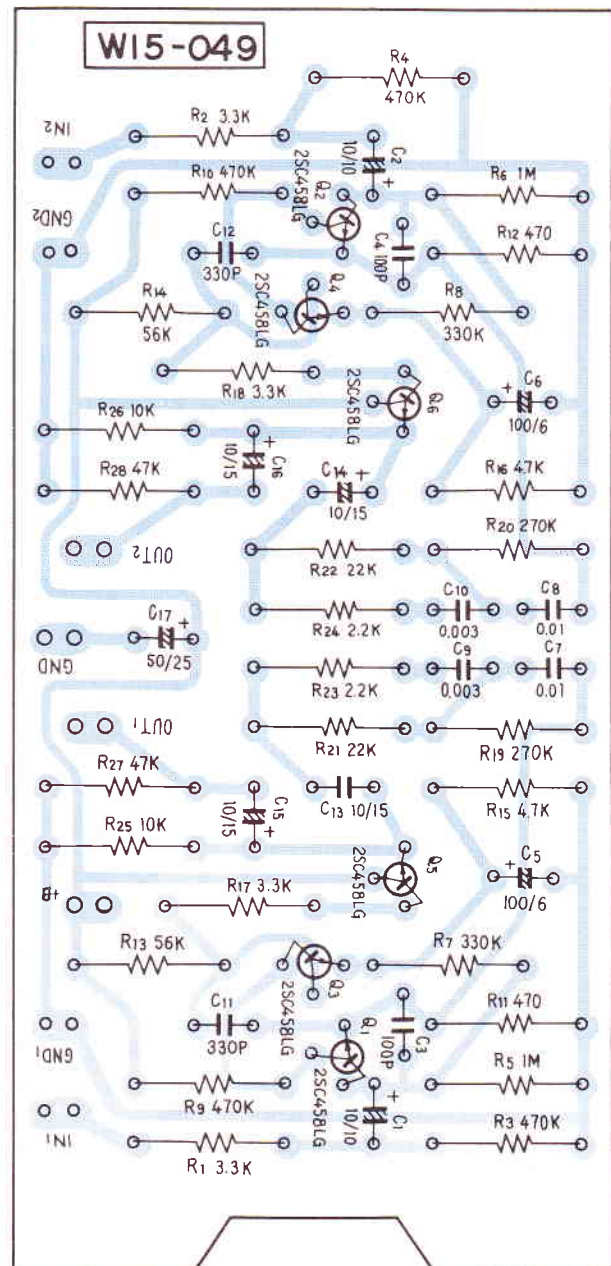 W15-049
R4
470K
R2 3.3K
IN2
C2
10/10
R10 470K
Q2
2SC458LG
R6 1M
GND2
C12
330P
C4 100P
R12 470
R14
56K
Q4
2SC458LG
R8
330K
R18 3.3K
Q6
2SC458LG
C6
+
100/6
R26 10K
C16
+
10/15
R28 47K
C14
+
10/15
R16 4.7K
OUT2
R20 270K
R22 22K
C10
0.003
C8
0.01
R24 2.2K
C17
+
50/25
GND
C9
0.003
C7
0.01
R23 2.2K
OUT1
R21 22K
R19 270K
R27 47K
C15
+
10/15
C13 10/15
R15 4.7K
R25 10K
Q5
2SC458LG
C5
+
100/6
+B
R17 3.3K
R13 56K
Q3
2SC458LG
R7 330K
C11
330P
Q1
2SC458LG
C3
100P
R11 470
GND1
R5 1M
R9 470K
C1
+
10/10
IN1
R3 470K
R1 3.3K